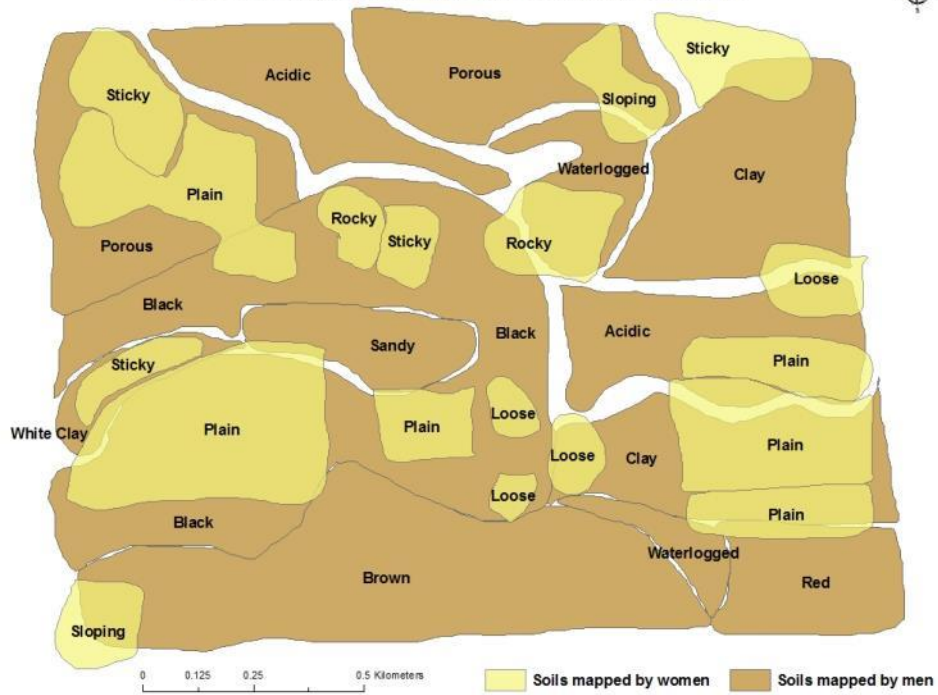 Sticky
Sticky
Acidic
Porous
Sloping
Waterlogged
Clay
Plain
Rocky
Sticky
Rocky
Porous
Loose
Black
Black
Acidic
Sandy
Sticky
Plain
White Clay
Plain
Plain
Loose
Plain
Loose
Clay
Loose
Plain
Black
Waterlogged
Brown
Red
Sloping
0 0.125 0.25 0.5 Kilometers
Soils mapped by women
Soils mapped by men